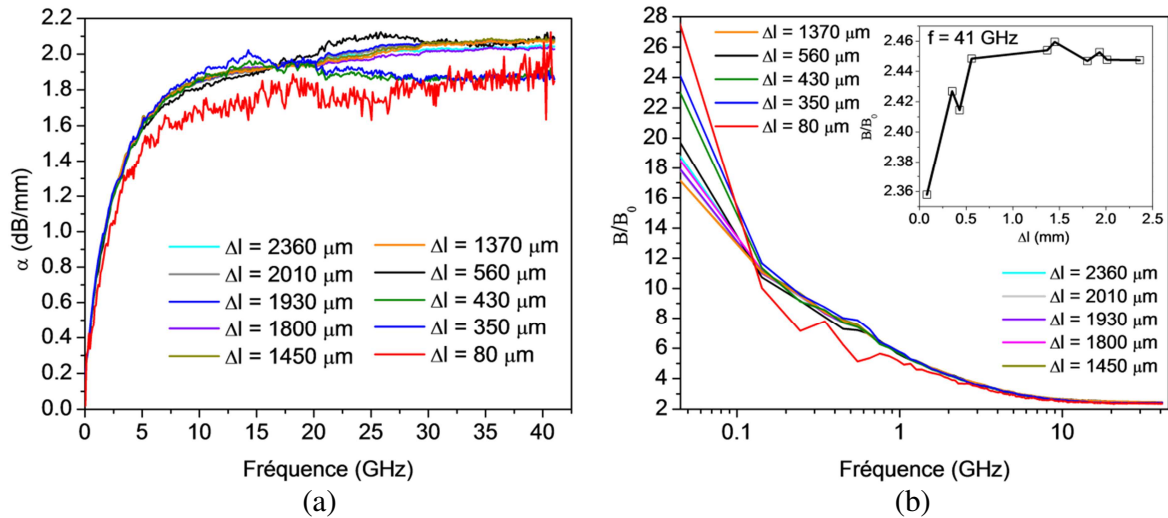 2.2
2.0
1.8
1.6
1.4
1.2
1.0
0.8
0.6
0.4
0.2
0.0
α (dB/mm)
Δl = 2360 μm
Δl = 2010 μm
Δl = 1930 μm
Δl = 1800 μm
Δl = 1450 μm
Δl = 1370 μm
Δl = 560 μm
Δl = 430 μm
Δl = 350 μm
Δl = 80 μm
0 5 10 15 20 25 30 35 40
Fréquence (GHz)
(a)
28
26
24
22
20
18
16
14
12
10
8
6
4
2
B/B0
Δl = 1370 μm
Δl = 560 μm
Δl = 430 μm
Δl = 350 μm
Δl = 80 μm
f = 41 GHz
2.46
2.44
2.42
2.40
2.38
2.36
B/B0
0.0 0.5 1.0 1.5 2.0 2.5
Δl (mm)
Δl = 2360 μm
Δl = 2010 μm
Δl = 1930 μm
Δl = 1800 μm
Δl = 1450 μm
0.1 1 10
Fréquence (GHz)
(b)